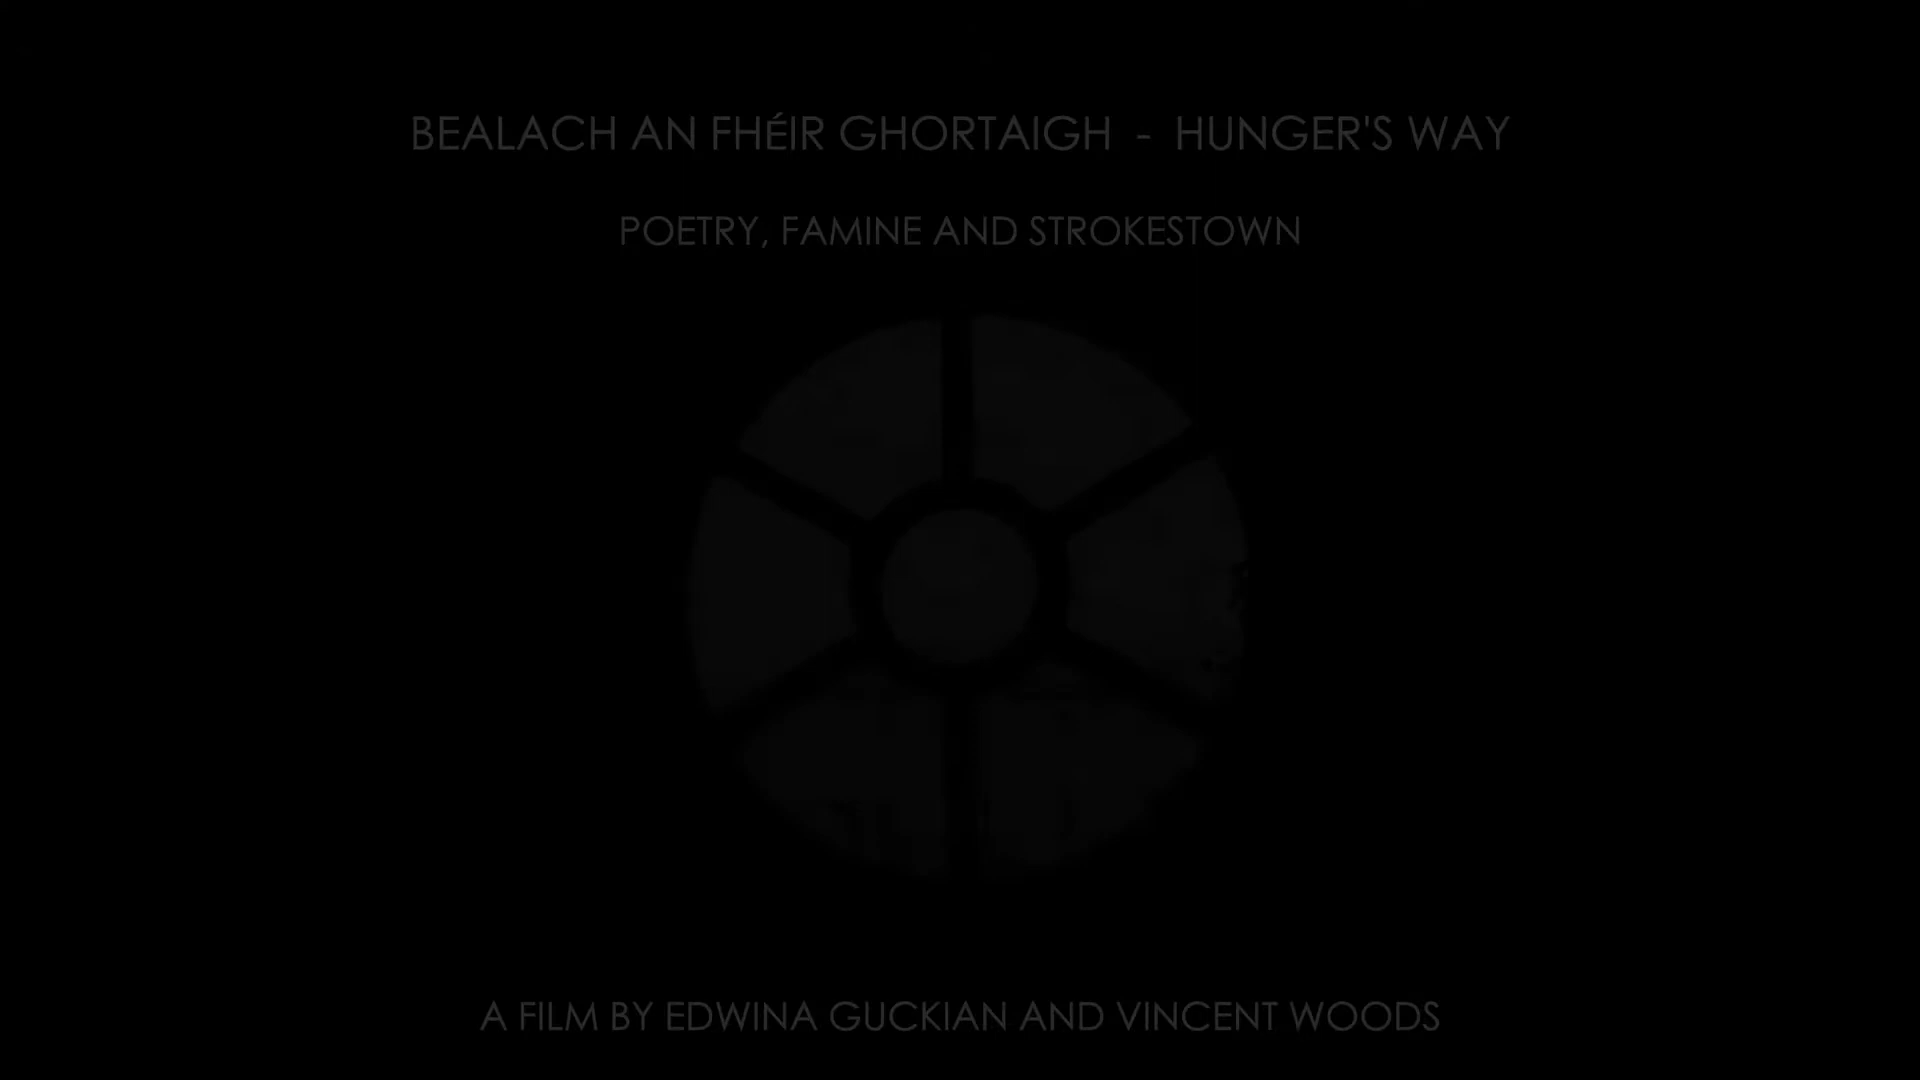 BEALACH AN FHÉIR GHORTAIGH - HUNGER'S WAY
POETRY, FAMINE AND STROKESTOWN
A FILM BY EDWINA GUCKIAN AND VINCENT WOODS